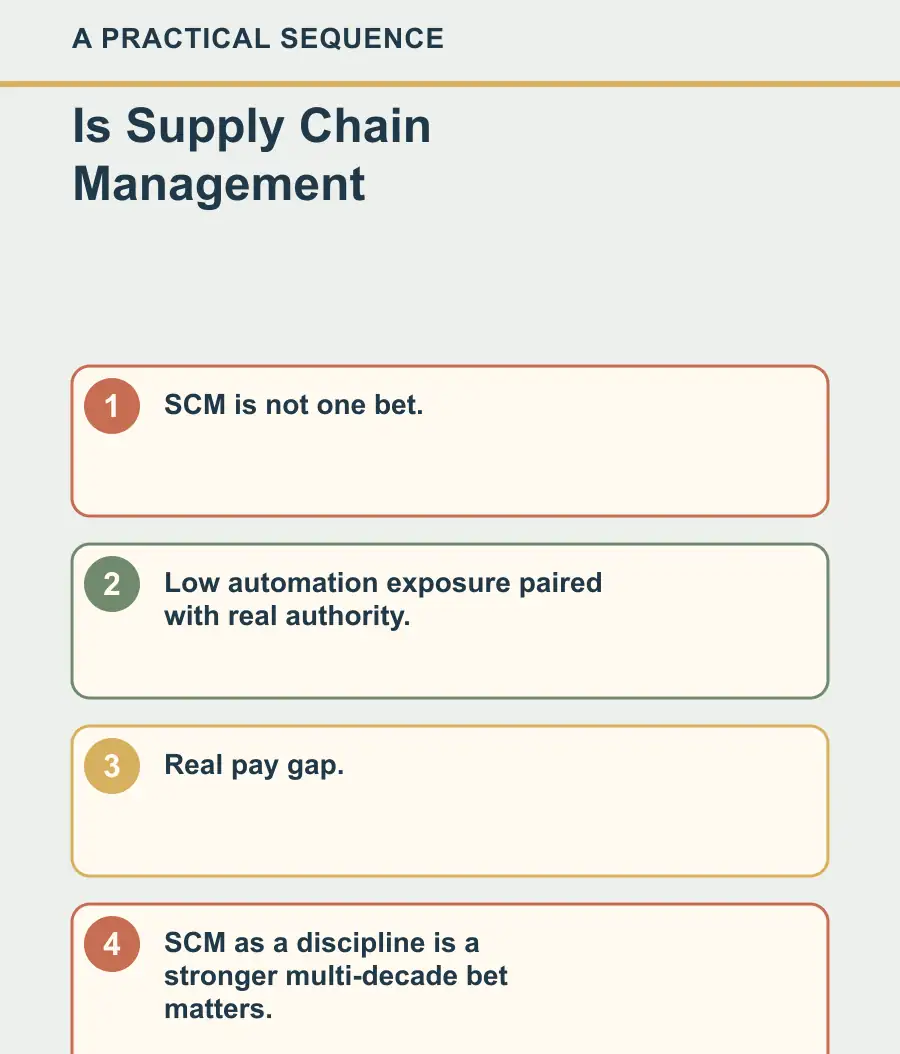 A PRACTICAL SEQUENCE
Is Supply Chain
Management
1
SCM is not one bet.
2
Low automation exposure paired
with real authority.
3
Real pay gap.
4
SCM as a discipline is a
stronger multi-decade bet
matters.